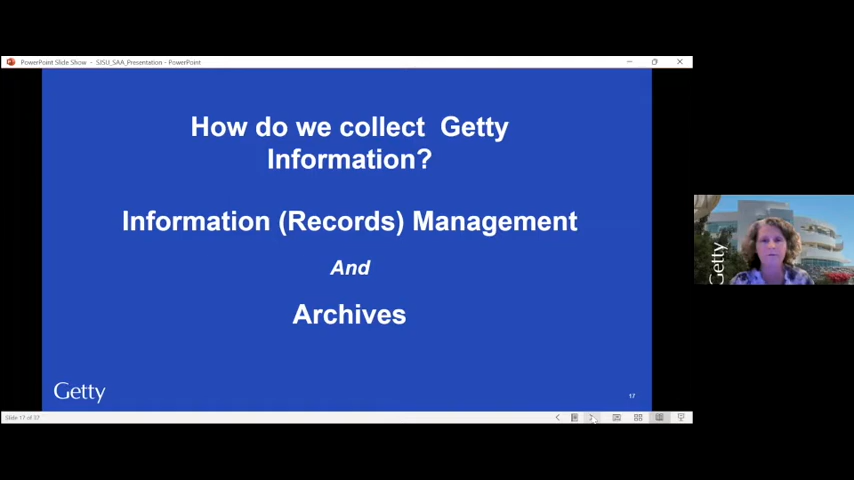 PowerPoint Slide Show - SJSU_SAA_Presentation - PowerPoint
How do we collect Getty
Information?
Information (Records) Management
And
Archives
Getty
17
Slide 17 of 37
Getty